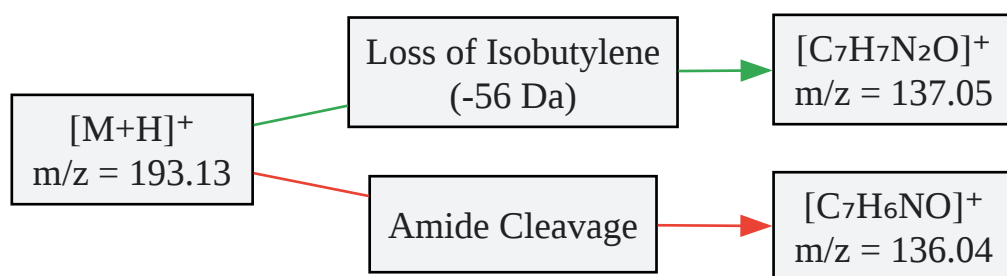 [M+H]⁺
m/z = 193.13
Loss of Isobutylene
(-56 Da)
[C₇H₇N₂O]⁺
m/z = 137.05
Amide Cleavage
[C₇H₆NO]⁺
m/z = 136.04